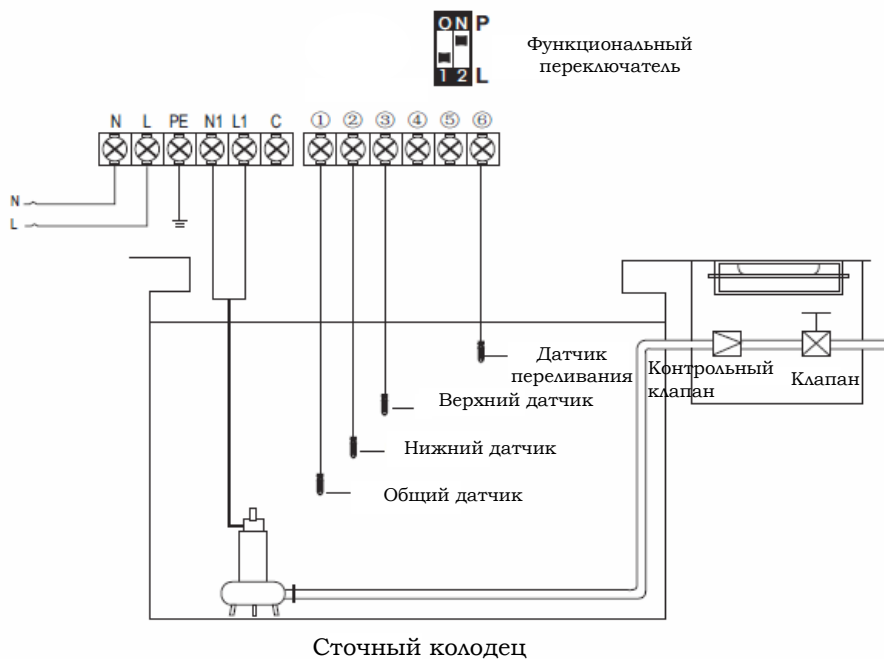 ON P
1 2 L
Функциональный
переключатель
N L PE N1 L1 C ① ② ③ ④ ⑤ ⑥
N
L
Датчик
переливания
Контрольный
клапан
Клапан
Верхний датчик
Нижний датчик
Общий датчик
Сточный колодец